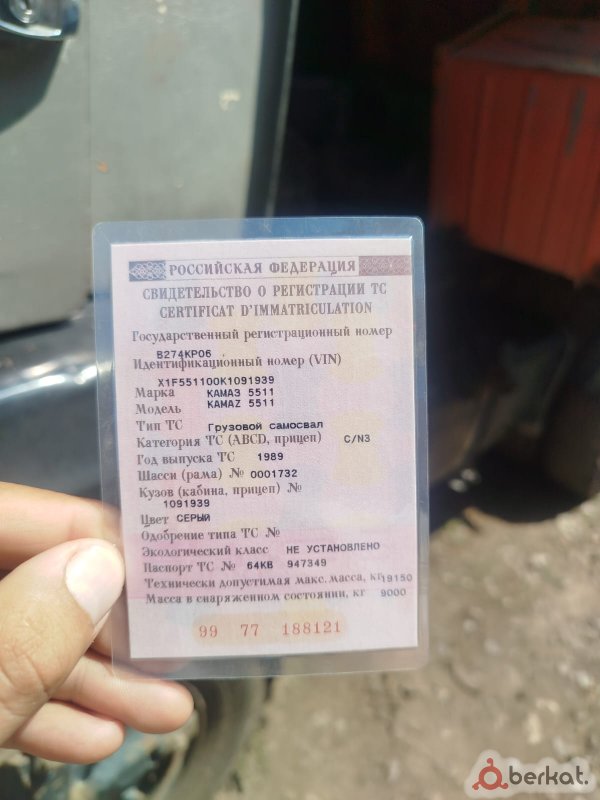 РОССИЙСКАЯ ФЕДЕРАЦИЯ
СВИДЕТЕЛЬСТВО О РЕГИСТРАЦИИ ТС
CERTIFICAT D'IMMATRICULATION
Государственный регистрационный номер
В274КР06
Идентификационный номер (VIN)
X1F551100K1091939
Марка КАМАЗ 5511
Модель KAMAZ 5511
Тип ТС Грузовой самосвал
Категория ТС (ABCD, прицеп) C/N3
Год выпуска ТС 1989
Шасси (рама) № 0001732
Кузов (кабина, прицеп) №
1091939
Цвет СЕРЫЙ
Одобрение типа ТС №
Экологический класс НЕ УСТАНОВЛЕНО
Паспорт ТС № 64КВ 947349
Технически допустимая макс. масса, кг 19150
Масса в снаряженном состоянии, кг 9000
99 77 188121
berkat.